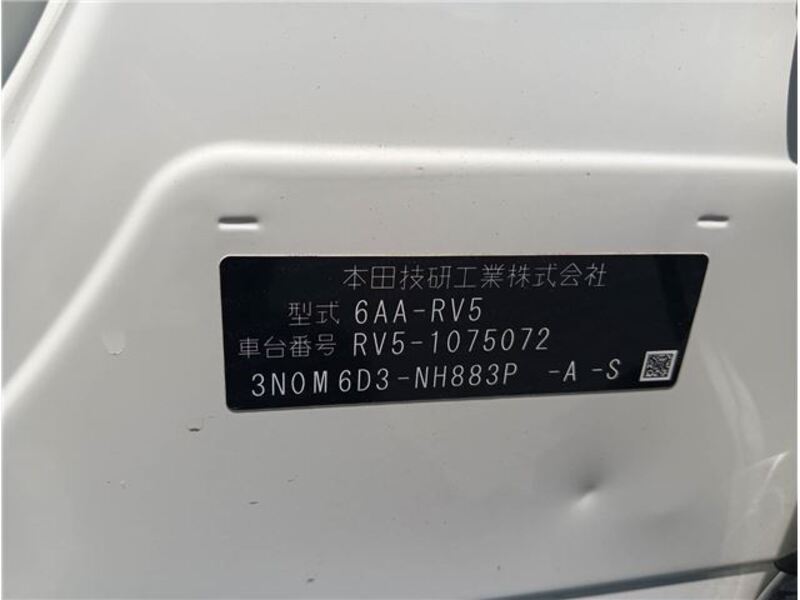 本田技研工業株式会社
型式 6AA-RV5
車台番号 RV5-1075072
3N0M6D3-NH883P -A -S